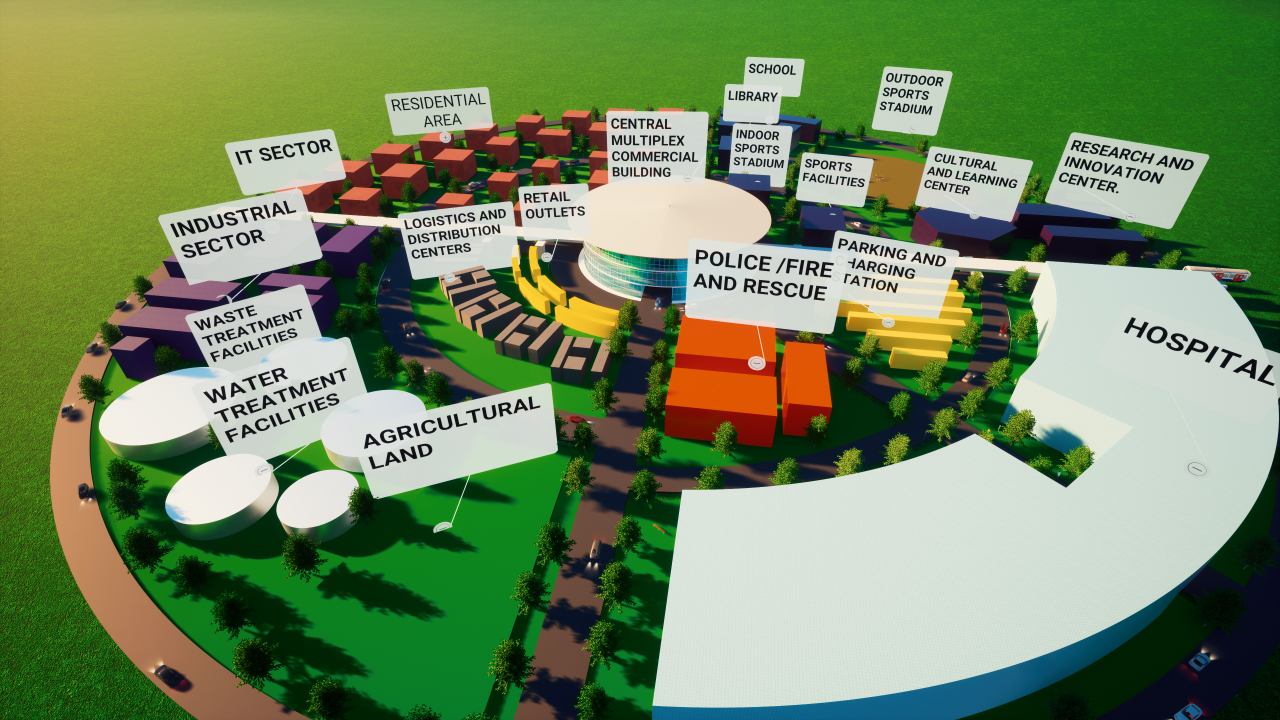 SCHOOL
LIBRARY
OUTDOOR
SPORTS
STADIUM
RESIDENTIAL
AREA
CENTRAL
MULTIPLEX
COMMERCIAL
BUILDING
INDOOR
SPORTS
STADIUM
IT SECTOR
SPORTS
FACILITIES
CULTURAL
AND LEARNING
CENTER
RESEARCH AND
INNOVATION
CENTER.
INDUSTRIAL
SECTOR
LOGISTICS AND
DISTRIBUTION
CENTERS
RETAIL
OUTLETS
POLICE /FIRE
AND RESCUE
PARKING AND
HARGING
TATION
WASTE
TREATMENT
FACILITIES
WATER
TREATMENT
FACILITIES
AGRICULTURAL
LAND
HOSPITAL